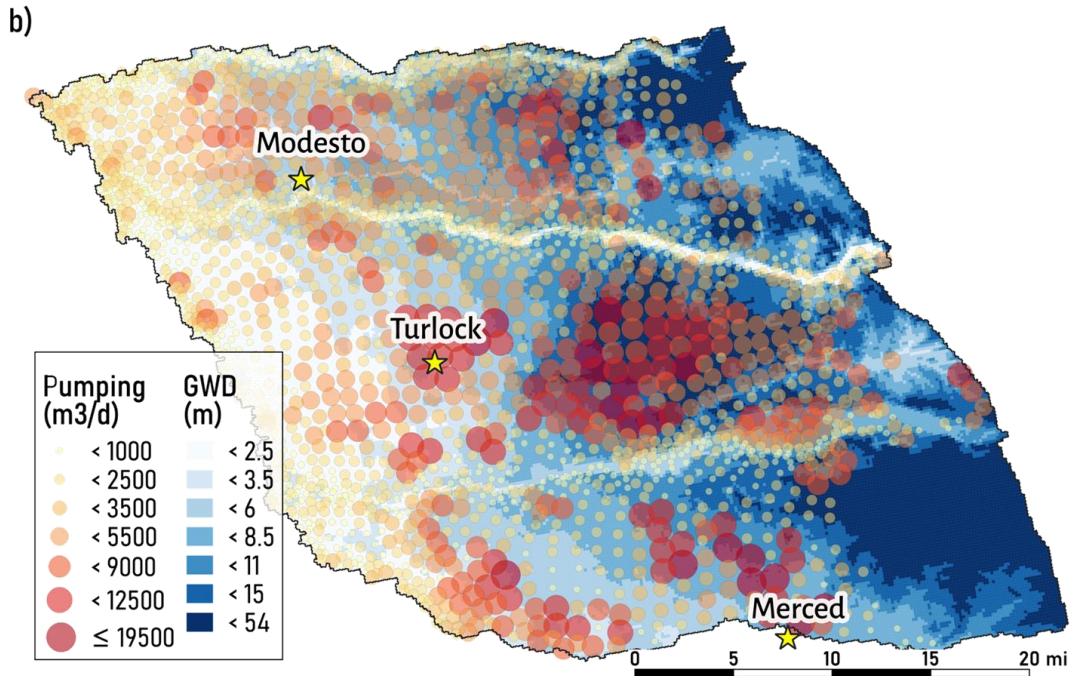 b)
Modesto
Turlock
Pumping GWD
(m3/d) (m)
< 1000 < 2.5
< 2500 < 3.5
< 3500 < 6
< 5500 < 8.5
< 9000 < 11
< 12500 < 15
≤ 19500 < 54
Merced
0 5 10 15 20 mi